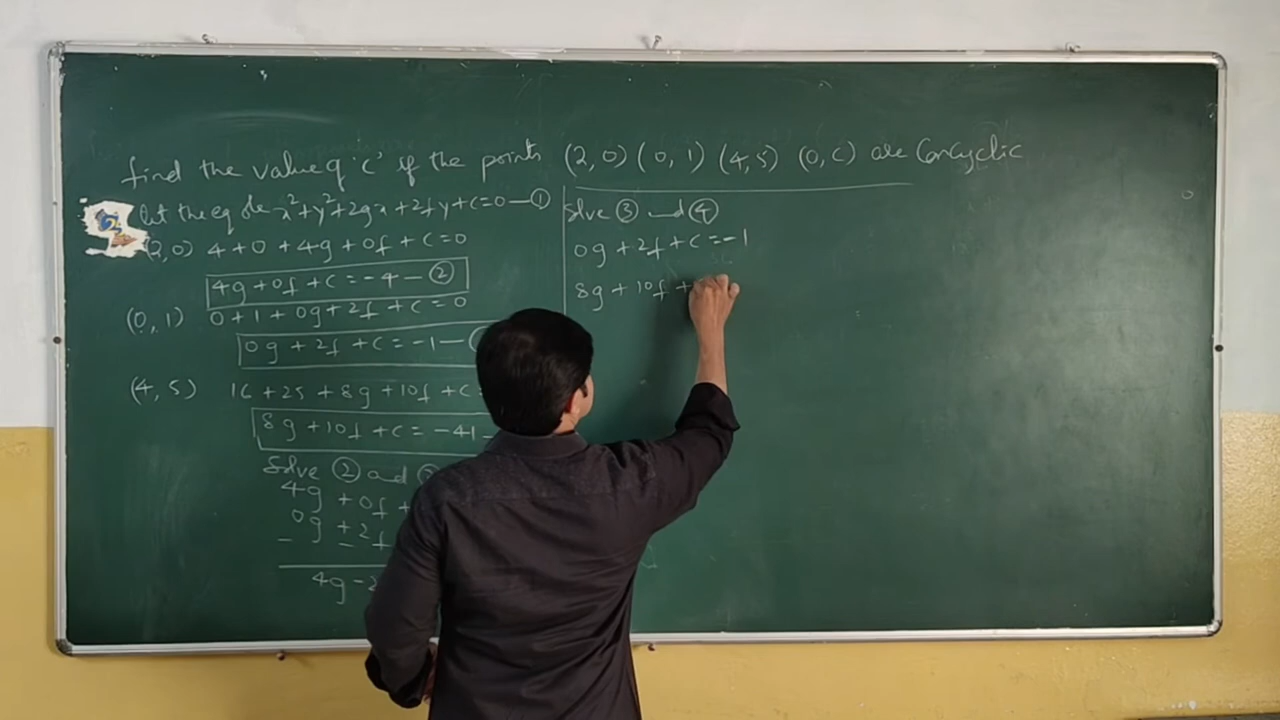 find the value of 'c' if the points (2,0) (0,1) (4,5) (0,c) are Concyclic
let the eq be x²+y²+2gx+2fy+c=0—①
(2,0) 4+0+4g+0f+c=0
4g+0f+c=-4—②
(0,1) 0+1+0g+2f+c=0
0g+2f+c=-1—
(4,5) 16+25+8g+10f+c
8g+10f+c=-41
Solve ② and
4g+0f+
0g+2f
- -
4g-2
Solve ③ and ④
0g+2f+c=-1
8g+10f+